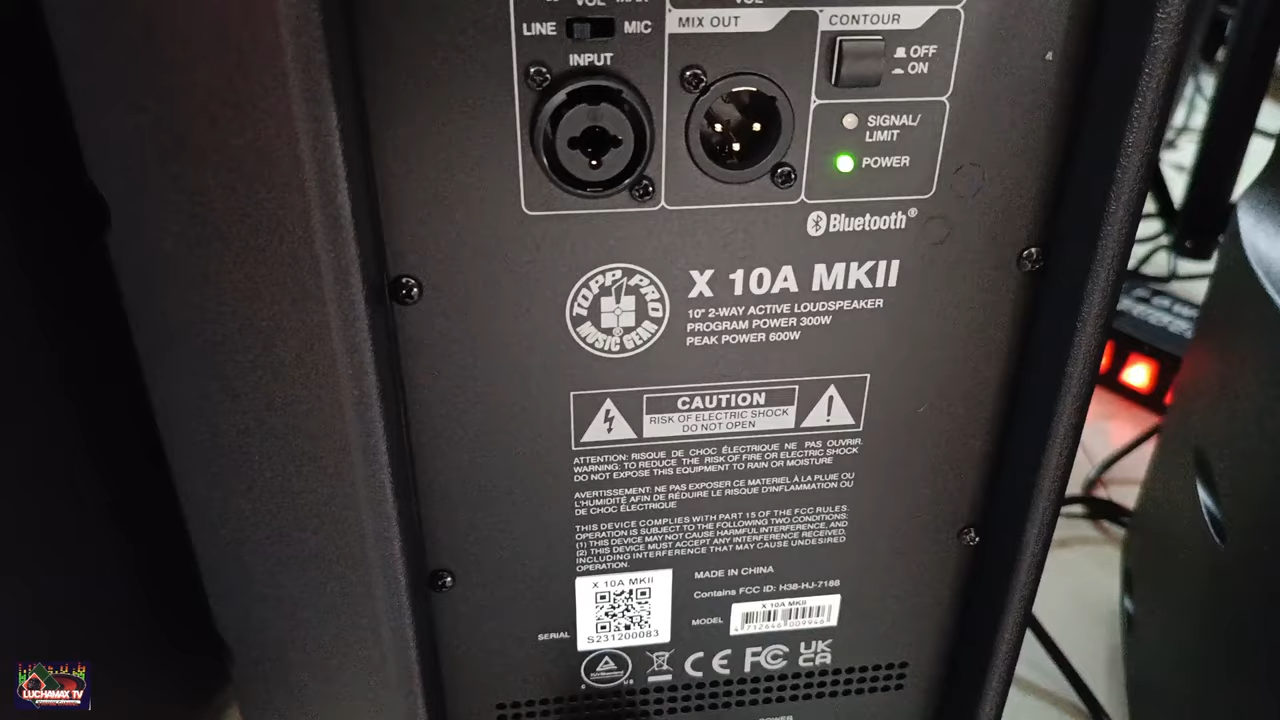 VOL MAX
LINE
MIC
INPUT
VOL
MIX OUT
CONTOUR
OFF
ON
SIGNAL/
LIMIT
POWER
Bluetooth®
TOPP PRO
MUSIC GEAR
X 10A MKII
10" 2-WAY ACTIVE LOUDSPEAKER
PROGRAM POWER 300W
PEAK POWER 600W
CAUTION
RISK OF ELECTRIC SHOCK
DO NOT OPEN
ATTENTION: RISQUE DE CHOC ÉLECTRIQUE NE PAS OUVRIR.
WARNING: TO REDUCE THE RISK OF FIRE OR ELECTRIC SHOCK
DO NOT EXPOSE THIS EQUIPMENT TO RAIN OR MOISTURE
AVERTISSEMENT: NE PAS EXPOSER CE MATERIEL À LA PLUIE OU
L'HUMIDITÉ AFIN DE RÉDUIRE LE RISQUE D'INFLAMMATION OU
DE CHOC ÉLECTRIQUE
THIS DEVICE COMPLIES WITH PART 15 OF THE FCC RULES.
OPERATION IS SUBJECT TO THE FOLLOWING TWO CONDITIONS:
(1) THIS DEVICE MAY NOT CAUSE HARMFUL INTERFERENCE, AND
(2) THIS DEVICE MUST ACCEPT ANY INTERFERENCE RECEIVED,
INCLUDING INTERFERENCE THAT MAY CAUSE UNDESIRED
OPERATION.
X 10A MKII
S231200083
SERIAL
MADE IN CHINA
Contains FCC ID: H38-HJ-7188
MODEL
X 10A MKII
4 712646 009946
CE FC UK
CA
POWER
LUCHAMAX TV